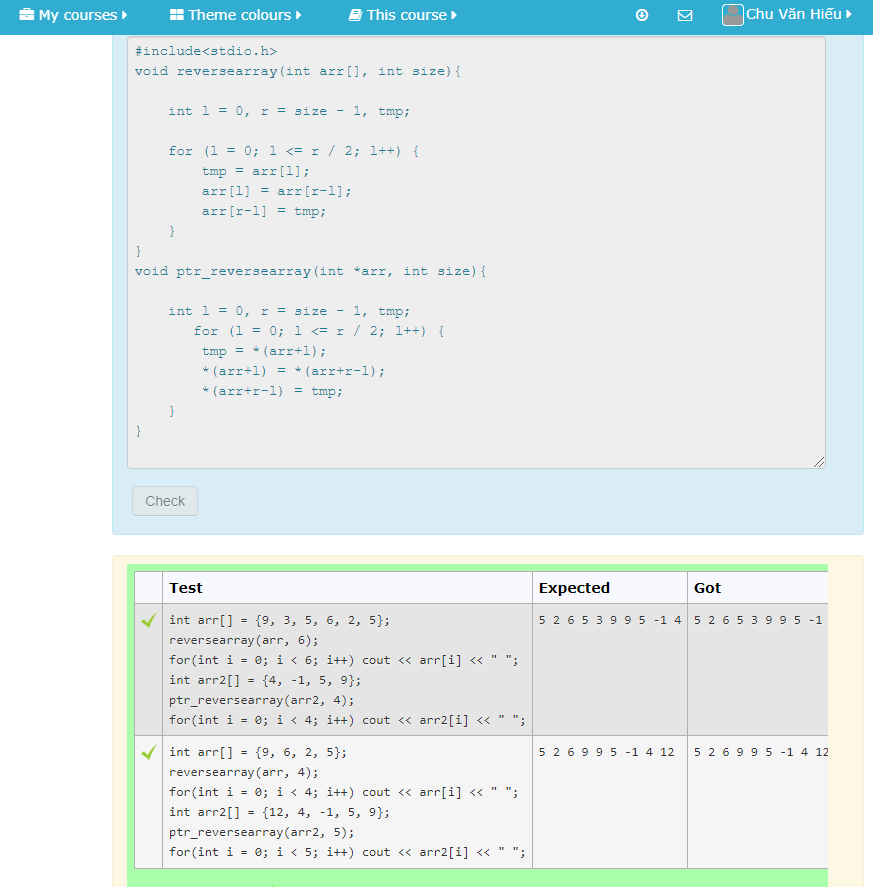 My courses Theme colours This course Chu Văn Hiếu
#include<stdio.h>
void reversearray(int arr[], int size){
int l = 0, r = size - 1, tmp;
for (l = 0; l <= r / 2; l++) {
tmp = arr[l];
arr[l] = arr[r-l];
arr[r-l] = tmp;
}
}
void ptr_reversearray(int *arr, int size){
int l = 0, r = size - 1, tmp;
for (l = 0; l <= r / 2; l++) {
tmp = *(arr+l);
*(arr+l) = *(arr+r-l);
*(arr+r-l) = tmp;
}
}
Check
Test Expected Got
int arr[] = {9, 3, 5, 6, 2, 5}; 5 2 6 5 3 9 9 5 -1 4 5 2 6 5 3 9 9 5 -1
reversearray(arr, 6);
for(int i = 0; i < 6; i++) cout << arr[i] << " ";
int arr2[] = {4, -1, 5, 9};
ptr_reversearray(arr2, 4);
for(int i = 0; i < 4; i++) cout << arr2[i] << " ";
int arr[] = {9, 6, 2, 5}; 5 2 6 9 9 5 -1 4 12 5 2 6 9 9 5 -1 4 12
reversearray(arr, 4);
for(int i = 0; i < 4; i++) cout << arr[i] << " ";
int arr2[] = {12, 4, -1, 5, 9};
ptr_reversearray(arr2, 5);
for(int i = 0; i < 5; i++) cout << arr2[i] << " ";